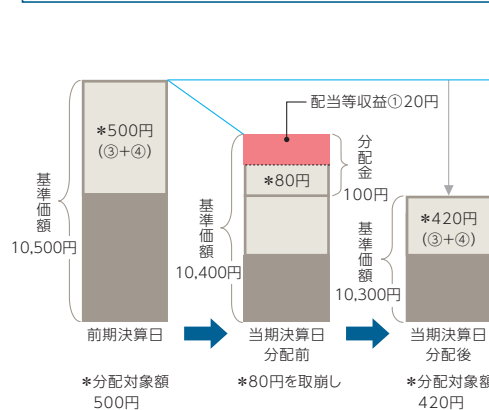 *500円
(③+④)
基準価額
10,500円
前期決算日
*分配対象額
500円
配当等収益①20円
*80円
分配金
100円
基準価額
10,400円
当期決算日
分配前
*80円を取崩し
*420円
(③+④)
基準価額
10,300円
当期決算日
分配後
*分配対象額
420円